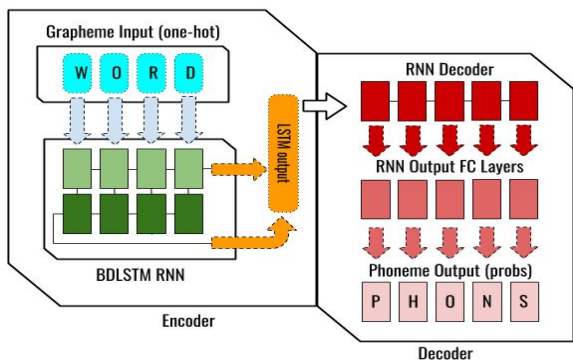 Grapheme Input (one-hot)
W O R D
LSTM output
BDLSTM RNN
Encoder
RNN Decoder
RNN Output FC Layers
Phoneme Output (probs)
P H O N S
Decoder